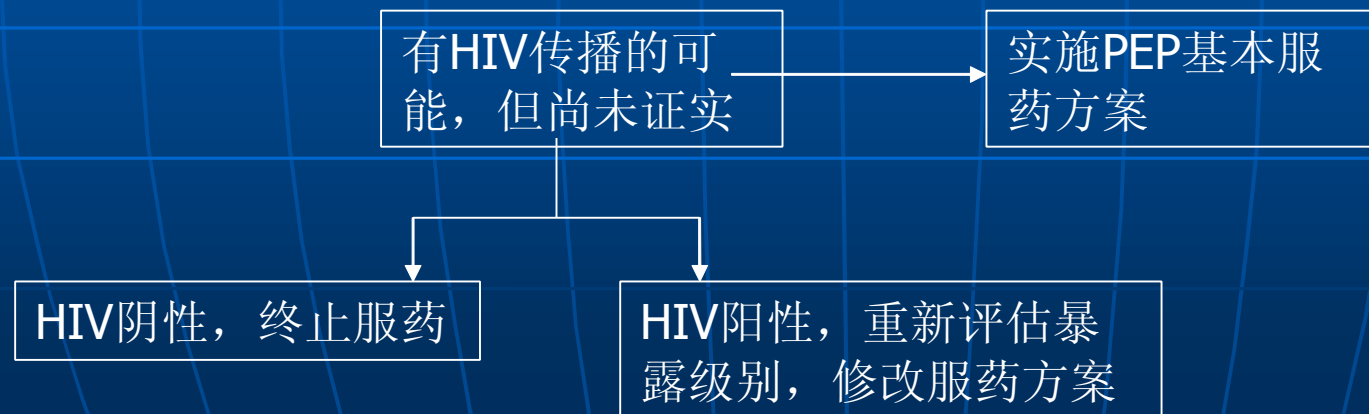 有HIV传播的可
能，但尚未证实
实施PEP基本服
药方案
HIV阴性，终止服药
HIV阳性，重新评估暴
露级别，修改服药方案